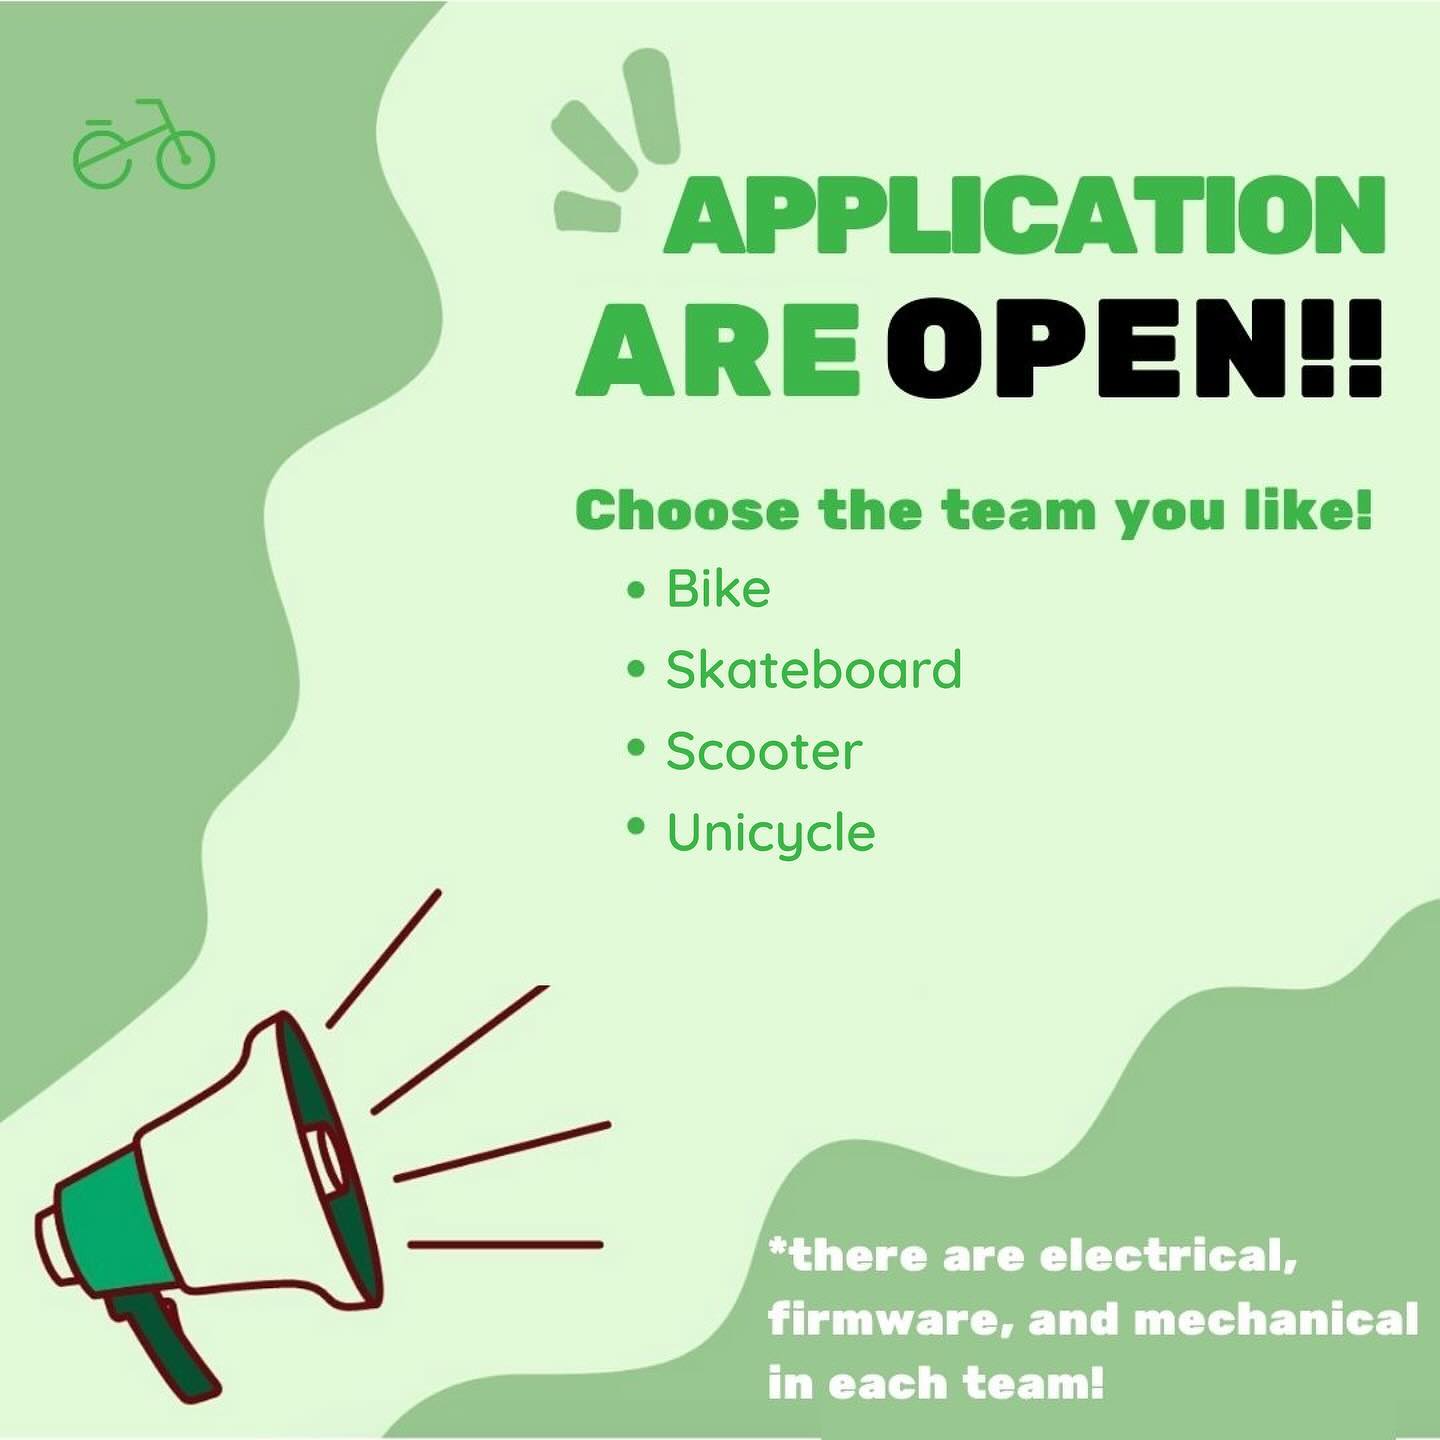 APPLICATION
ARE OPEN!!
Choose the team you like!
• Bike
• Skateboard
• Scooter
• Unicycle
*there are electrical,
firmware, and mechanical
in each team!